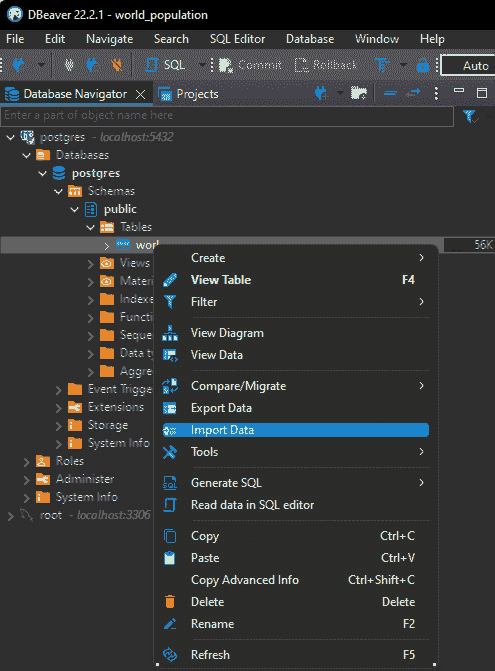 DBeaver 22.2.1 - world_population
File Edit Navigate Search SQL Editor Database Window Help
SQL Commit Rollback Auto
Database Navigator Projects
Enter a part of object name here
postgres - localhost:5432
Databases
postgres
Schemas
public
Tables
worl 56K
Views
Materi
Indexe
Functi
Seque
Data ty
Aggre
Event Trigge
Extensions
Storage
System Info
Roles
Administer
System Info
root - localhost:3306
Create
View Table F4
Filter
View Diagram
View Data
Compare/Migrate
Export Data
Import Data
Tools
Generate SQL
Read data in SQL editor
Copy Ctrl+C
Paste Ctrl+V
Copy Advanced Info Ctrl+Shift+C
Delete Delete
Rename F2
Refresh F5